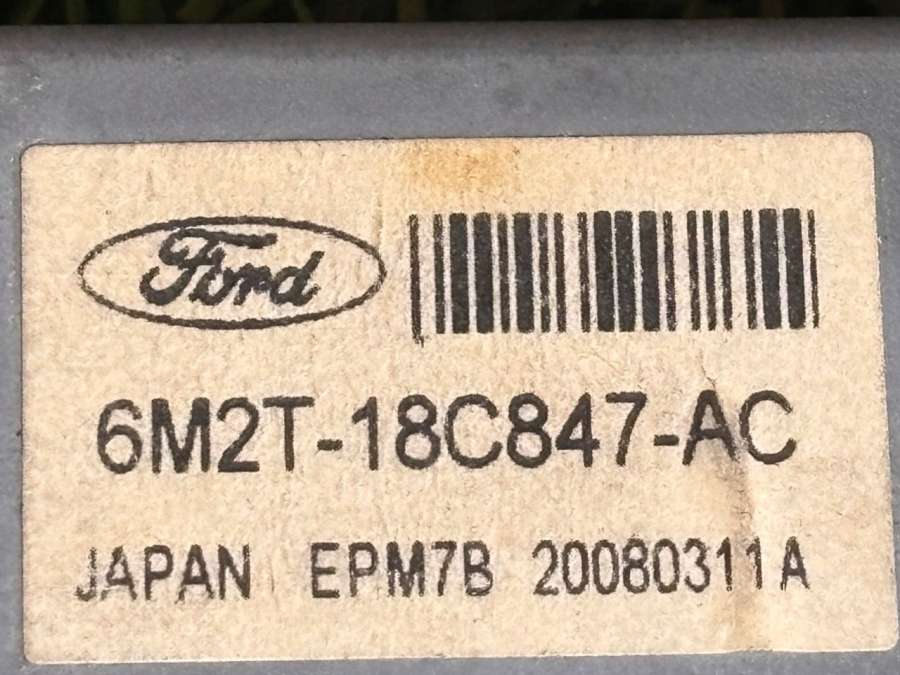 Ford
6M2T-18C847-AC
JAPAN EPM7B 20080311A